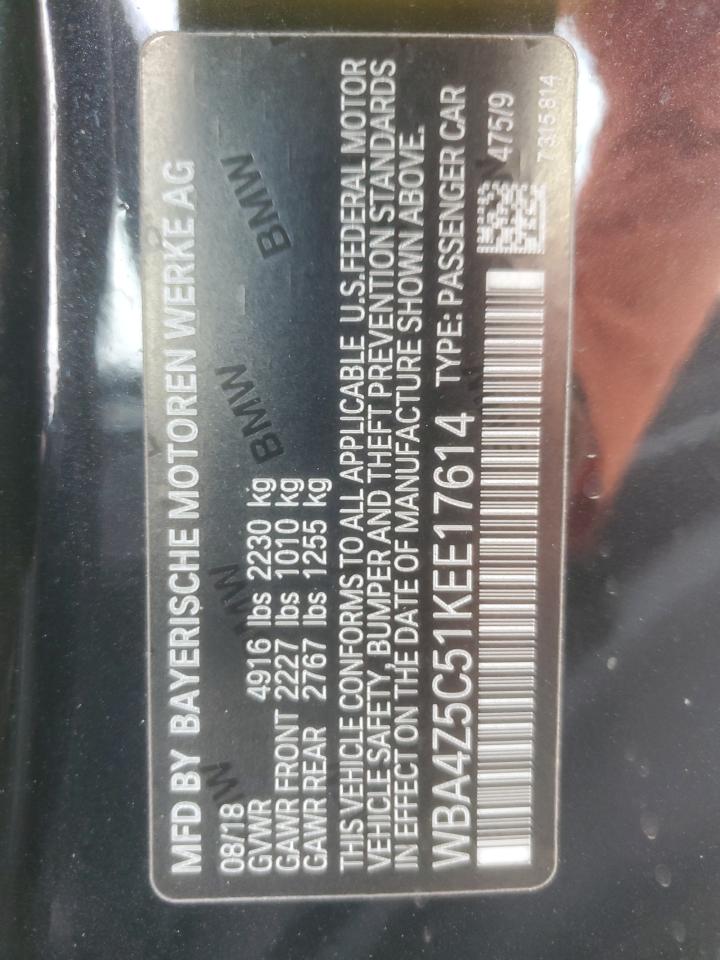 MFD BY BAYERISCHE MOTOREN WERKE AG
08/18
GVWR 4916 lbs 2230 kg
GAWR FRONT 2227 lbs 1010 kg
GAWR REAR 2767 lbs 1255 kg
BMW BMW BMW
THIS VEHICLE CONFORMS TO ALL APPLICABLE U.S.FEDERAL MOTOR
VEHICLE SAFETY, BUMPER AND THEFT PREVENTION STANDARDS
IN EFFECT ON THE DATE OF MANUFACTURE SHOWN ABOVE.
WBA4Z5C51KEE17614 TYPE: PASSENGER CAR
475/9
7315 814